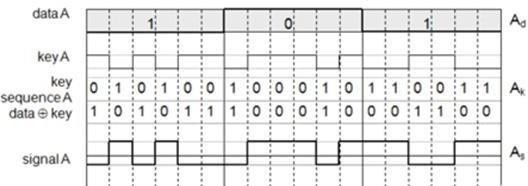 data A 1 0 1 A_d
key A
key sequence A 0 1 0 1 0 0 1 0 0 0 1 0 1 1 0 0 1 1 A_k
data ⊕ key 1 0 1 0 1 1 1 0 0 0 1 0 0 0 1 1 0 0
signal A A_s